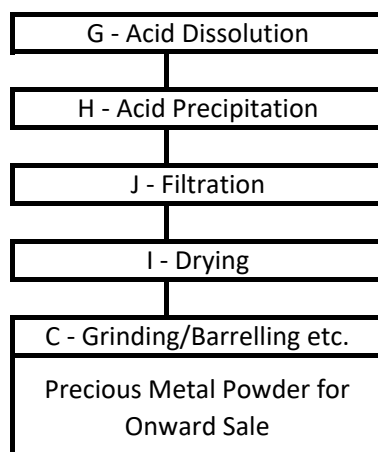 G - Acid Dissolution
H - Acid Precipitation
J - Filtration
I - Drying
C - Grinding/Barrelling etc.
Precious Metal Powder for
Onward Sale